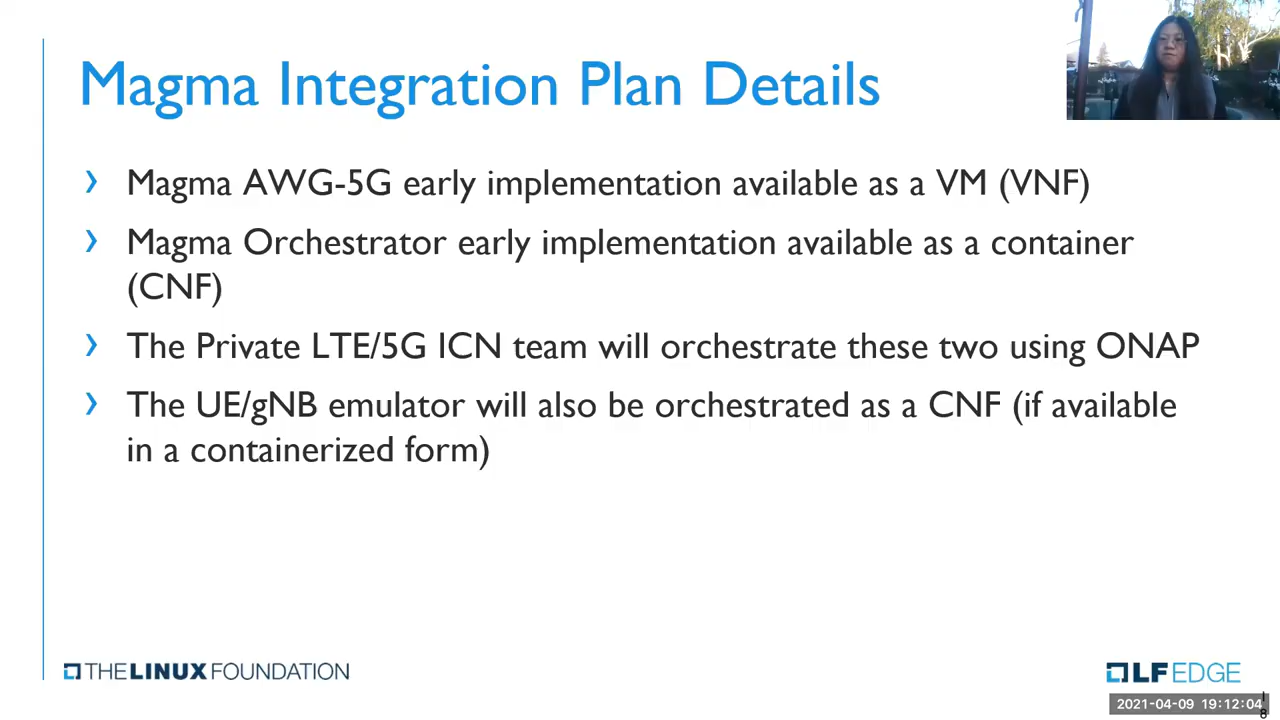 Magma Integration Plan Details
› Magma AWG-5G early implementation available as a VM (VNF)
› Magma Orchestrator early implementation available as a container
(CNF)
› The Private LTE/5G ICN team will orchestrate these two using ONAP
› The UE/gNB emulator will also be orchestrated as a CNF (if available
in a containerized form)
THE LINUX FOUNDATION
LF EDGE
2021-04-09 19:12:04
18